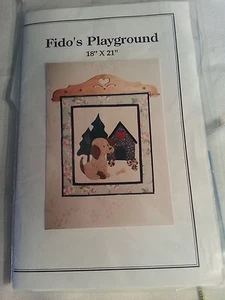 Fido's Playground
18" X 21"